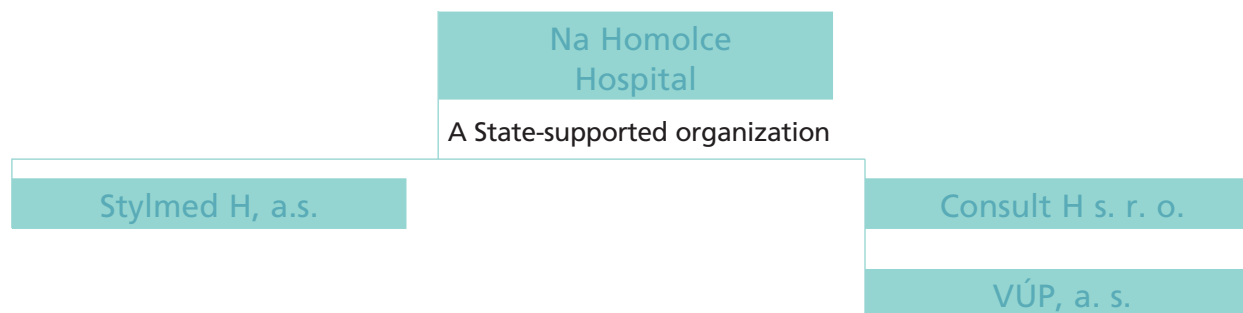 Na Homolce
Hospital
A State-supported organization
Stylmed H, a.s.
Consult H s. r. o.
VÚP, a. s.